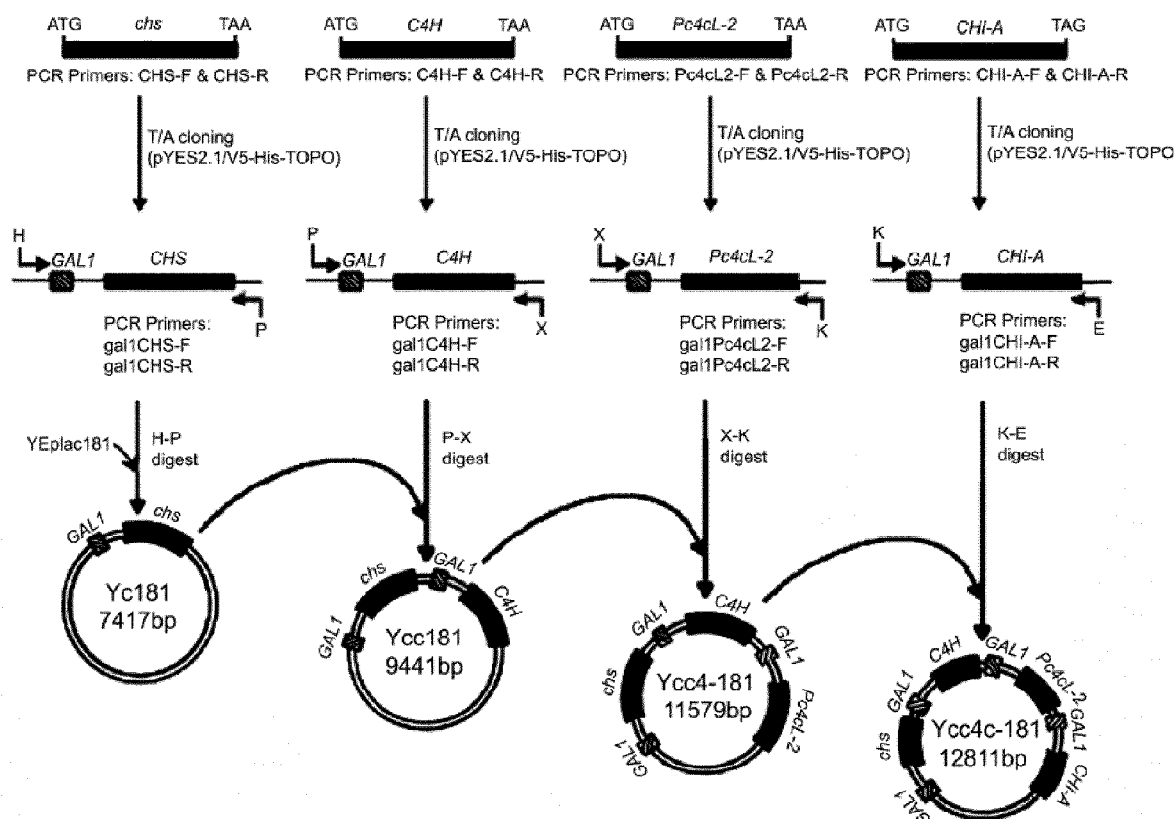 ATG chs TAA
ATG C4H TAA
ATG Pc4cL-2 TAA
ATG CHI-A TAG
PCR Primers: CHS-F & CHS-R
PCR Primers: C4H-F & C4H-R
PCR Primers: Pc4cL2-F & Pc4cL2-R
PCR Primers: CHI-A-F & CHI-A-R
T/A cloning
(pYES2.1/V5-His-TOPO)
T/A cloning
(pYES2.1/V5-His-TOPO)
T/A cloning
(pYES2.1/V5-His-TOPO)
T/A cloning
(pYES2.1/V5-His-TOPO)
H
GAL1 CHS
P
P
GAL1 C4H
X
X
GAL1 Pc4cL-2
K
K
GAL1 CHI-A
E
PCR Primers:
gal1CHS-F
gal1CHS-R
PCR Primers:
gal1C4H-F
gal1C4H-R
PCR Primers:
gal1Pc4cL2-F
gal1Pc4cL2-R
PCR Primers:
gal1CHI-A-F
gal1CHI-A-R
YEplac181
H-P
digest
P-X
digest
X-K
digest
K-E
digest
GAL1
chs
Yc181
7417bp
GAL1
chs
GAL1
C4H
Ycc181
9441bp
GAL1
chs
GAL1
C4H
GAL1
Pc4cL-2
Ycc4-181
11579bp
GAL1
chs
GAL1
C4H
GAL1
Pc4cL-2
GAL1
CHI-A
Ycc4c-181
12811bp